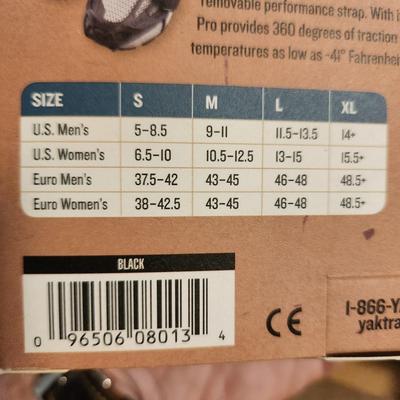 removable performance strap. With
Pro provides 360 degrees of traction
temperatures as low as -41° Fahrenhei
SIZE S M L XL
U.S. Men's 5-8.5 9-11 11.5-13.5 14+
U.S. Women's 6.5-10 10.5-12.5 13-15 15.5+
Euro Men's 37.5-42 43-45 46-48 48.5+
Euro Women's 38-42.5 43-45 46-48 48.5+
BLACK
0 96506 08013 4
CE
1-866-Y
yaktra